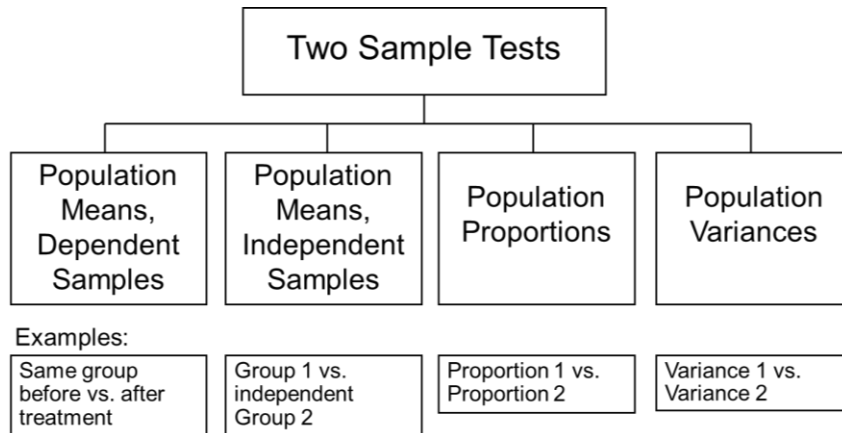 Two Sample Tests
Population
Means,
Dependent
Samples
Population
Means,
Independent
Samples
Population
Proportions
Population
Variances
Examples:
Same group
before vs. after
treatment
Group 1 vs.
independent
Group 2
Proportion 1 vs.
Proportion 2
Variance 1 vs.
Variance 2